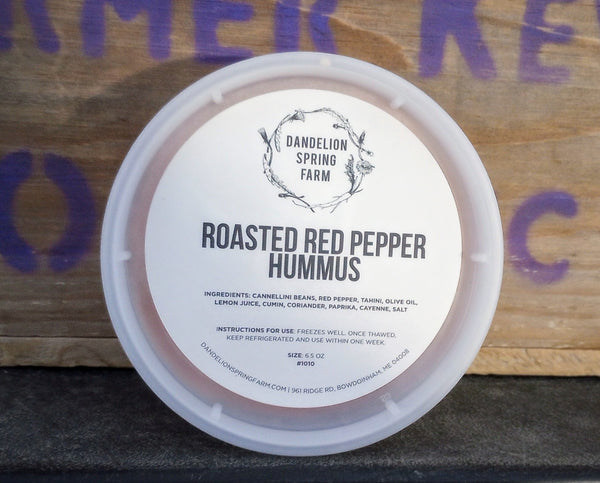 RMER KE
O C
DANDELION
SPRING
FARM
ROASTED RED PEPPER
HUMMUS
INGREDIENTS: CANNELLINI BEANS, RED PEPPER, TAHINI, OLIVE OIL,
LEMON JUICE, CUMIN, CORIANDER, PAPRIKA, CAYENNE, SALT
INSTRUCTIONS FOR USE: FREEZES WELL. ONCE THAWED,
KEEP REFRIGERATED AND USE WITHIN ONE WEEK.
SIZE: 6.5 OZ
#1010
DANDELIONSPRINGFARM.COM | 961 RIDGE RD, BOWDOINHAM, ME 04008